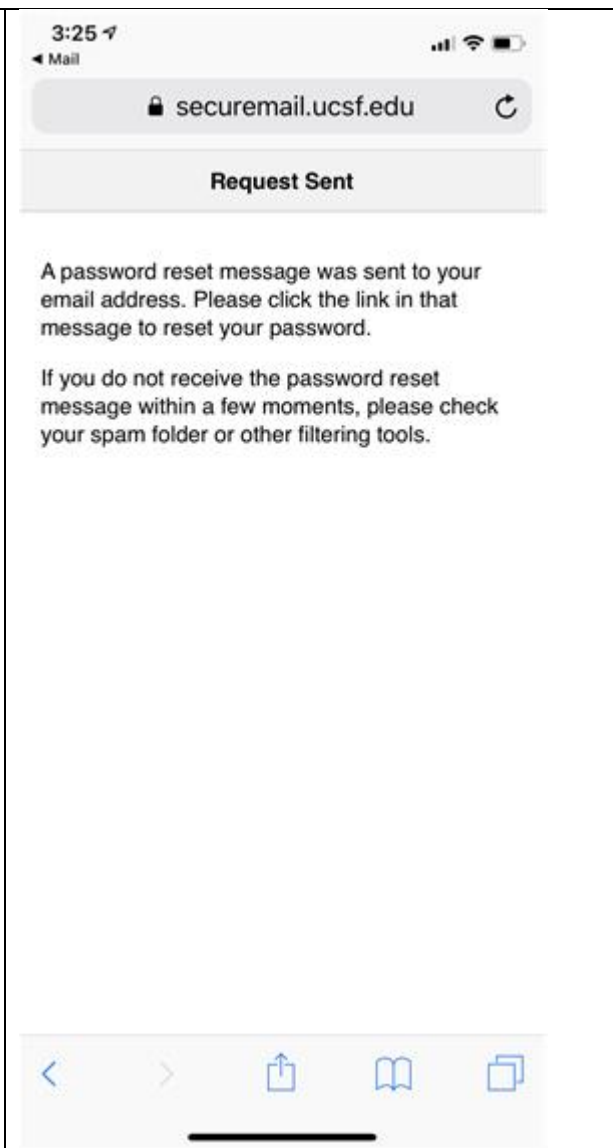 3:25
Mail
securemail.ucsf.edu
Request Sent
A password reset message was sent to your
email address. Please click the link in that
message to reset your password.
If you do not receive the password reset
message within a few moments, please check
your spam folder or other filtering tools.